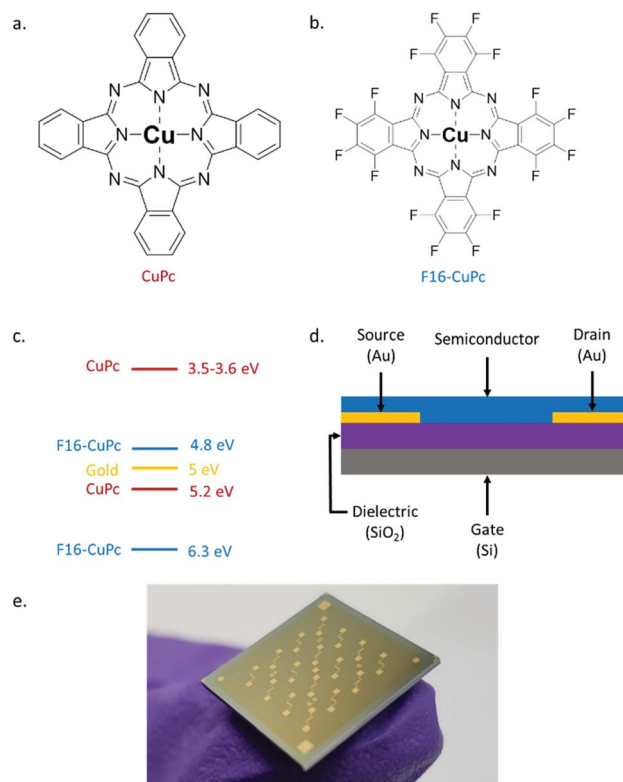 a.
N N
N
N Cu N
N
N N
CuPc
b.
F F
F F
F N N F
F N F
N Cu N
F N F
F N N F
F F
F F
F16-CuPc
c.
CuPc 3.5-3.6 eV
F16-CuPc 4.8 eV
Gold 5 eV
CuPc 5.2 eV
F16-CuPc 6.3 eV
d.
Source
(Au)
Semiconductor
Drain
(Au)
Dielectric
(SiO₂)
Gate
(Si)
e.